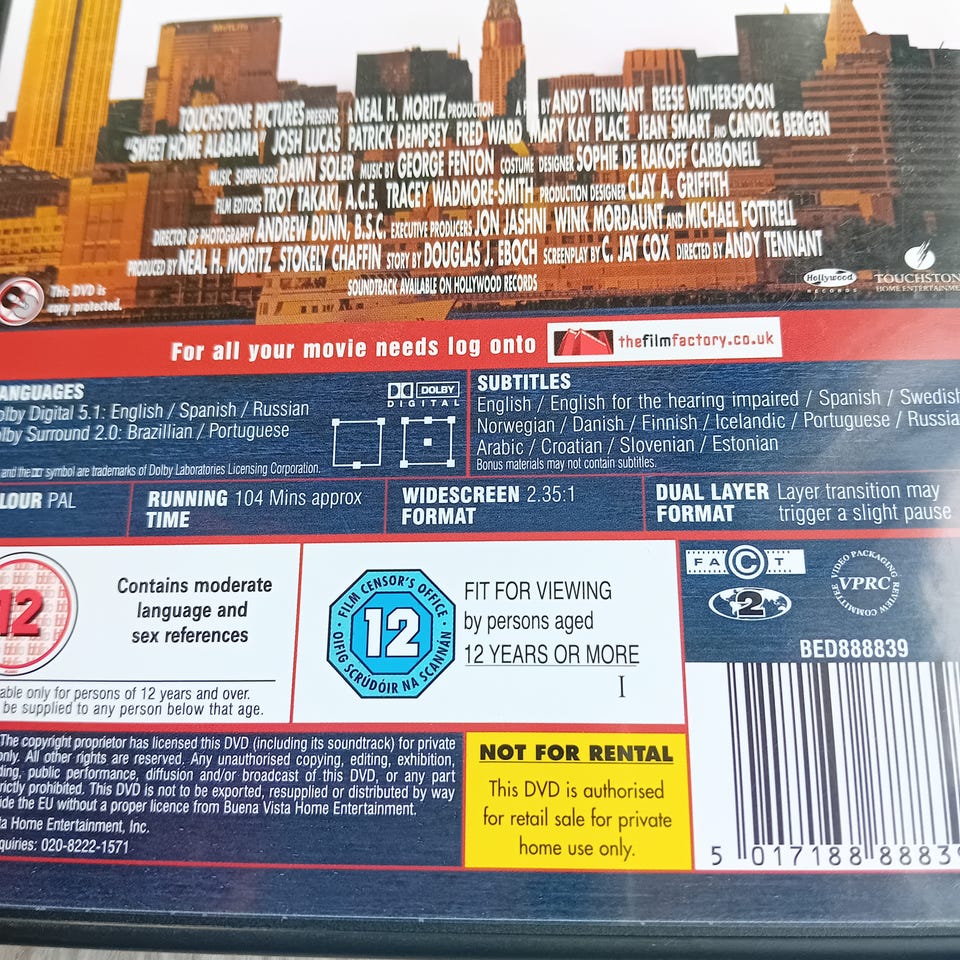 TOUCHSTONE PICTURES PRESENTS A NEAL H. MORITZ PRODUCTION A F BY ANDY TENNANT REESE WITHERSPOON
"SWEET HOME ALABAMA" JOSH LUCAS PATRICK DEMPSEY FRED WARD MARY KAY PLACE JEAN SMART AND CANDICE BERGEN
MUSIC SUPERVISOR DAWN SOLER MUSIC BY GEORGE FENTON COSTUME DESIGNER SOPHIE DE RAKOFF CARBONELL
FILM EDITORS TROY TAKAKI, A.C.E. TRACEY WADMORE-SMITH PRODUCTION DESIGNER CLAY A. GRIFFITH
DIRECTOR OF PHOTOGRAPHY ANDREW DUNN, B.S.C. EXECUTIVE PRODUCERS JON JASHNI WINK MORDAUNT AND MICHAEL FOTTRELL
PRODUCED BY NEAL H. MORITZ STOKELY CHAFFIN STORY BY DOUGLAS J. EBOCH SCREENPLAY BY C. JAY COX DIRECTED BY ANDY TENNANT
SOUNDTRACK AVAILABLE ON HOLLYWOOD RECORDS
This DVD is
copy protected.
Hollywood
RECORDS
TOUCHSTON
HOME ENTERTAINME
For all your movie needs log onto
thefilmfactory.co.uk
ANGUAGES
olby Digital 5.1: English / Spanish / Russian
olby Surround 2.0: Brazillian / Portuguese
and the symbol are trademarks of Dolby Laboratories Licensing Corporation.
DOLBY
DIGITAL
SUBTITLES
English / English for the hearing impaired / Spanish / Swedish
Norwegian / Danish / Finnish / Icelandic / Portuguese / Russia
Arabic / Croatian / Slovenian / Estonian
Bonus materials may not contain subtitles.
LOUR PAL
RUNNING 104 Mins approx
TIME
WIDESCREEN 2.35:1
FORMAT
DUAL LAYER Layer transition may
FORMAT trigger a slight pause
12
Contains moderate
language and
sex references
able only for persons of 12 years and over.
be supplied to any person below that age.
FILM CENSOR'S OFFICE
12
OIFIG SCRÚDÓIR NA SCANNÁN
FIT FOR VIEWING
by persons aged
12 YEARS OR MORE
I
FACT
2
VIDEO PACKAGING
VPRC
REVIEW COMMITTEE
BED888839
The copyright proprietor has licensed this DVD (including its soundtrack) for private
only. All other rights are reserved. Any unauthorised copying, editing, exhibition,
ding, public performance, diffusion and/or broadcast of this DVD, or any part
rictly prohibited. This DVD is not to be exported, resupplied or distributed by way
ide the EU without a proper licence from Buena Vista Home Entertainment.
ta Home Entertainment, Inc.
quiries: 020-8222-1571
NOT FOR RENTAL
This DVD is authorised
for retail sale for private
home use only.
5 017188 88883